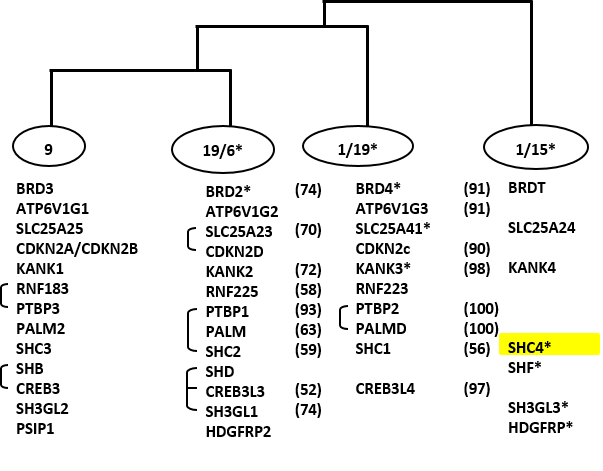 9 19/6* 1/19* 1/15*
BRD3 BRD2* (74) BRD4* (91) BRDT
ATP6V1G1 ATP6V1G2 ATP6V1G3 (91)
SLC25A25 SLC25A23 (70) SLC25A41* SLC25A24
CDKN2A/CDKN2B CDKN2D CDKN2c (90)
KANK1 KANK2 (72) KANK3* (98) KANK4
RNF183 RNF225 (58) RNF223
PTBP3 PTBP1 (93) PTBP2 (100)
PALM2 PALM (63) PALMD (100)
SHC3 SHC2 (59) SHC1 (56) SHC4*
SHB SHD SHF*
CREB3 CREB3L3 (52) CREB3L4 (97)
SH3GL2 SH3GL1 (74) SH3GL3*
PSIP1 HDGFRP2 HDGFRP*